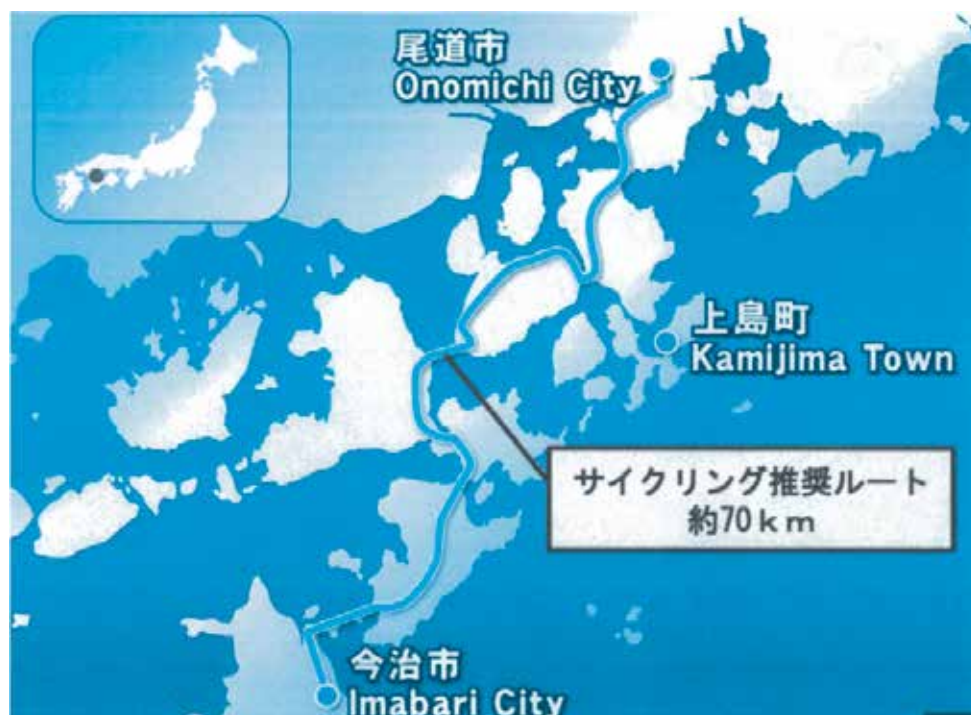 尾道市
Onomichi City
上島町
Kamijima Town
サイクリング推奨ルート
約70km
今治市
Imabari City